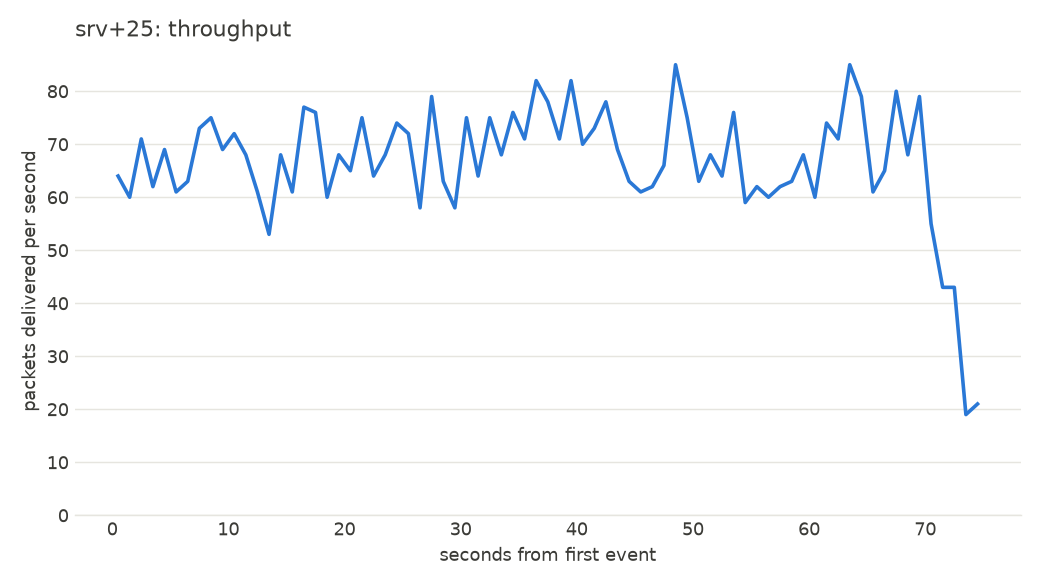 srv+25: throughput
packets delivered per second
80
70
60
50
40
30
20
10
0
0 10 20 30 40 50 60 70
seconds from first event